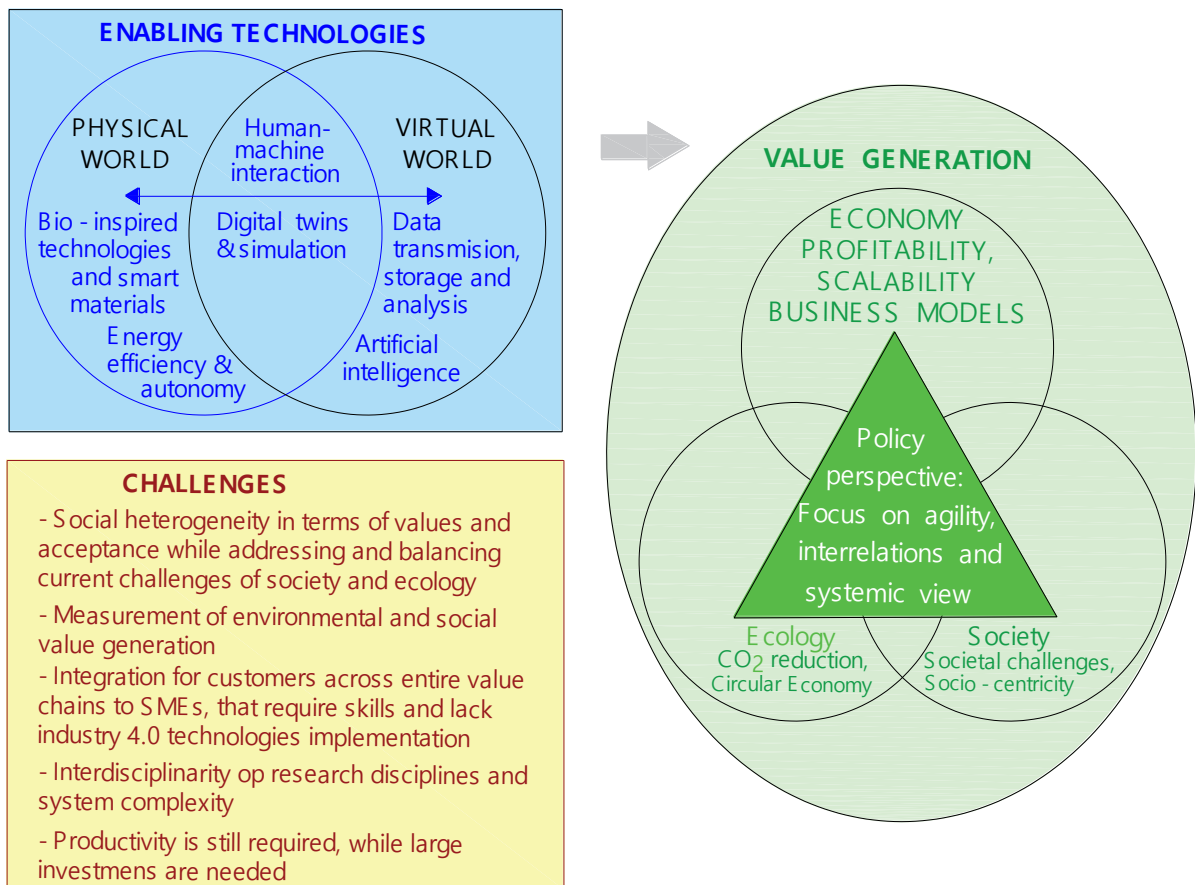 ENABLING TECHNOLOGIES
PHYSICAL
WORLD
Human-
machine
interaction
VIRTUAL
WORLD
Bio - inspired
technologies
and smart
materials
Energy
efficiency &
autonomy
Digital twins
& simulation
Data
transmision,
storage and
analysis
Artificial
intelligence
CHALLENGES
- Social heterogeneity in terms of values and
acceptance while addressing and balancing
current challenges of society and ecology
- Measurement of environmental and social
value generation
- Integration for customers across entire value
chains to SMEs, that require skills and lack
industry 4.0 technologies implementation
- Interdisciplinarity op research disciplines and
system complexity
- Productivity is still required, while large
investmens are needed
VALUE GENERATION
ECONOMY
PROFITABILITY,
SCALABILITY
BUSINESS MODELS
Policy
perspective:
Focus on agility,
interrelations and
systemic view
Ecology
CO2 reduction,
Circular Economy
Society
Societal challenges,
Socio - centricity